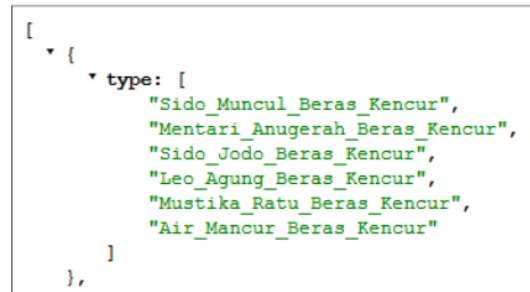 [
{
type: [
"Sido_Muncul_Beras_Kencur",
"Mentari_Anugerah_Beras_Kencur",
"Sido_Jodo_Beras_Kencur",
"Leo_Agung_Beras_Kencur",
"Mustika_Ratu_Beras_Kencur",
"Air_Mancur_Beras_Kencur"
]
},